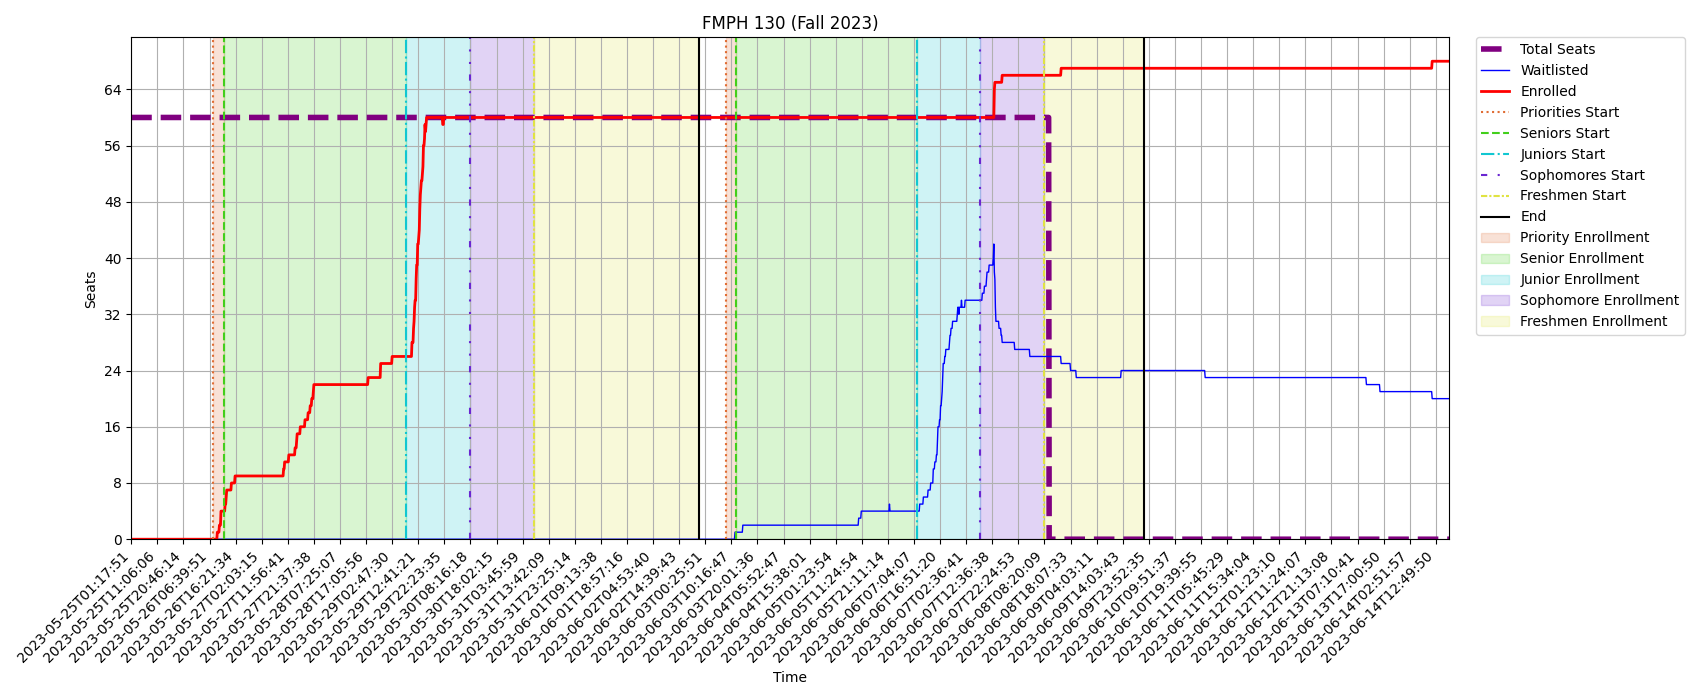 FMPH 130 (Fall 2023)
Seats
64
56
48
40
32
24
16
8
0
2023-05-25T01:17:51
2023-05-25T11:06:06
2023-05-25T20:46:14
2023-05-26T06:39:51
2023-05-26T16:21:34
2023-05-27T02:03:15
2023-05-27T11:56:41
2023-05-27T21:37:38
2023-05-28T07:25:07
2023-05-28T17:05:56
2023-05-29T02:47:30
2023-05-29T12:41:21
2023-05-29T22:23:35
2023-05-30T08:16:19
2023-05-30T18:02:15
2023-05-31T03:45:59
2023-05-31T13:42:09
2023-05-31T23:25:14
2023-06-01T09:13:38
2023-06-01T18:57:16
2023-06-02T04:53:40
2023-06-02T14:39:43
2023-06-03T00:25:51
2023-06-03T10:16:47
2023-06-03T20:01:36
2023-06-04T05:52:47
2023-06-04T15:38:01
2023-06-05T01:23:54
2023-06-05T11:24:54
2023-06-05T21:11:14
2023-06-06T07:04:07
2023-06-06T16:51:20
2023-06-07T02:36:41
2023-06-07T12:36:38
2023-06-07T22:24:53
2023-06-08T08:20:09
2023-06-08T18:07:33
2023-06-09T04:03:11
2023-06-09T14:03:43
2023-06-09T23:52:35
2023-06-10T09:51:37
2023-06-10T19:39:55
2023-06-11T05:45:29
2023-06-11T15:34:04
2023-06-12T01:23:10
2023-06-12T11:24:07
2023-06-12T21:13:08
2023-06-13T07:10:41
2023-06-13T17:00:50
2023-06-14T02:51:57
2023-06-14T12:49:50
Time
Total Seats
Waitlisted
Enrolled
Priorities Start
Seniors Start
Juniors Start
Sophomores Start
Freshmen Start
End
Priority Enrollment
Senior Enrollment
Junior Enrollment
Sophomore Enrollment
Freshmen Enrollment